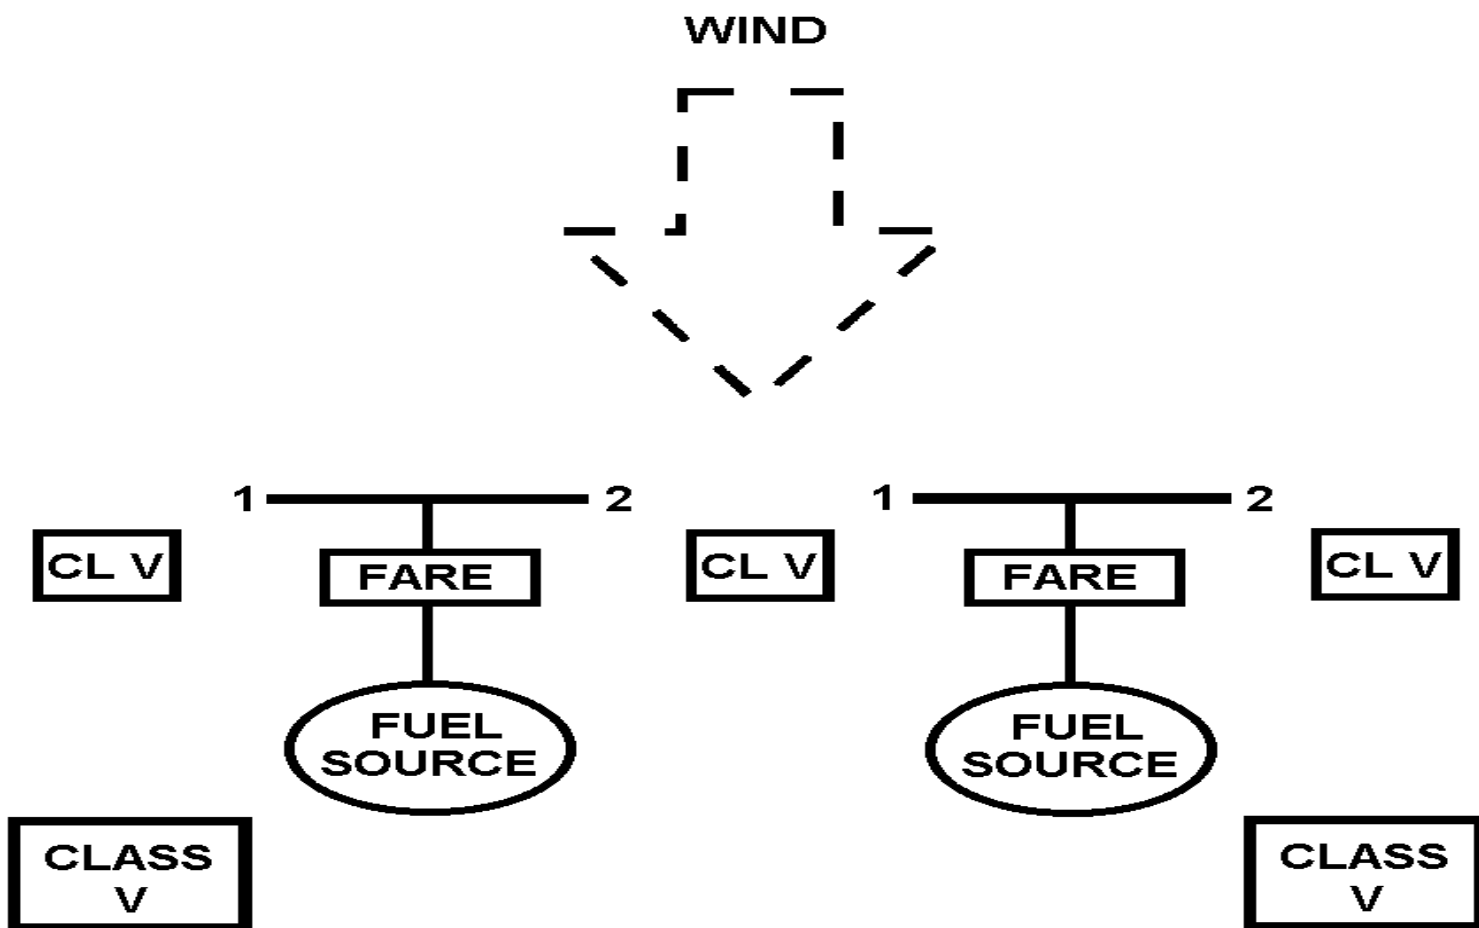 WIND
1 2 1 2
CL V CL V CL V
FARE FARE
FUEL
SOURCE
FUEL
SOURCE
CLASS
V
CLASS
V